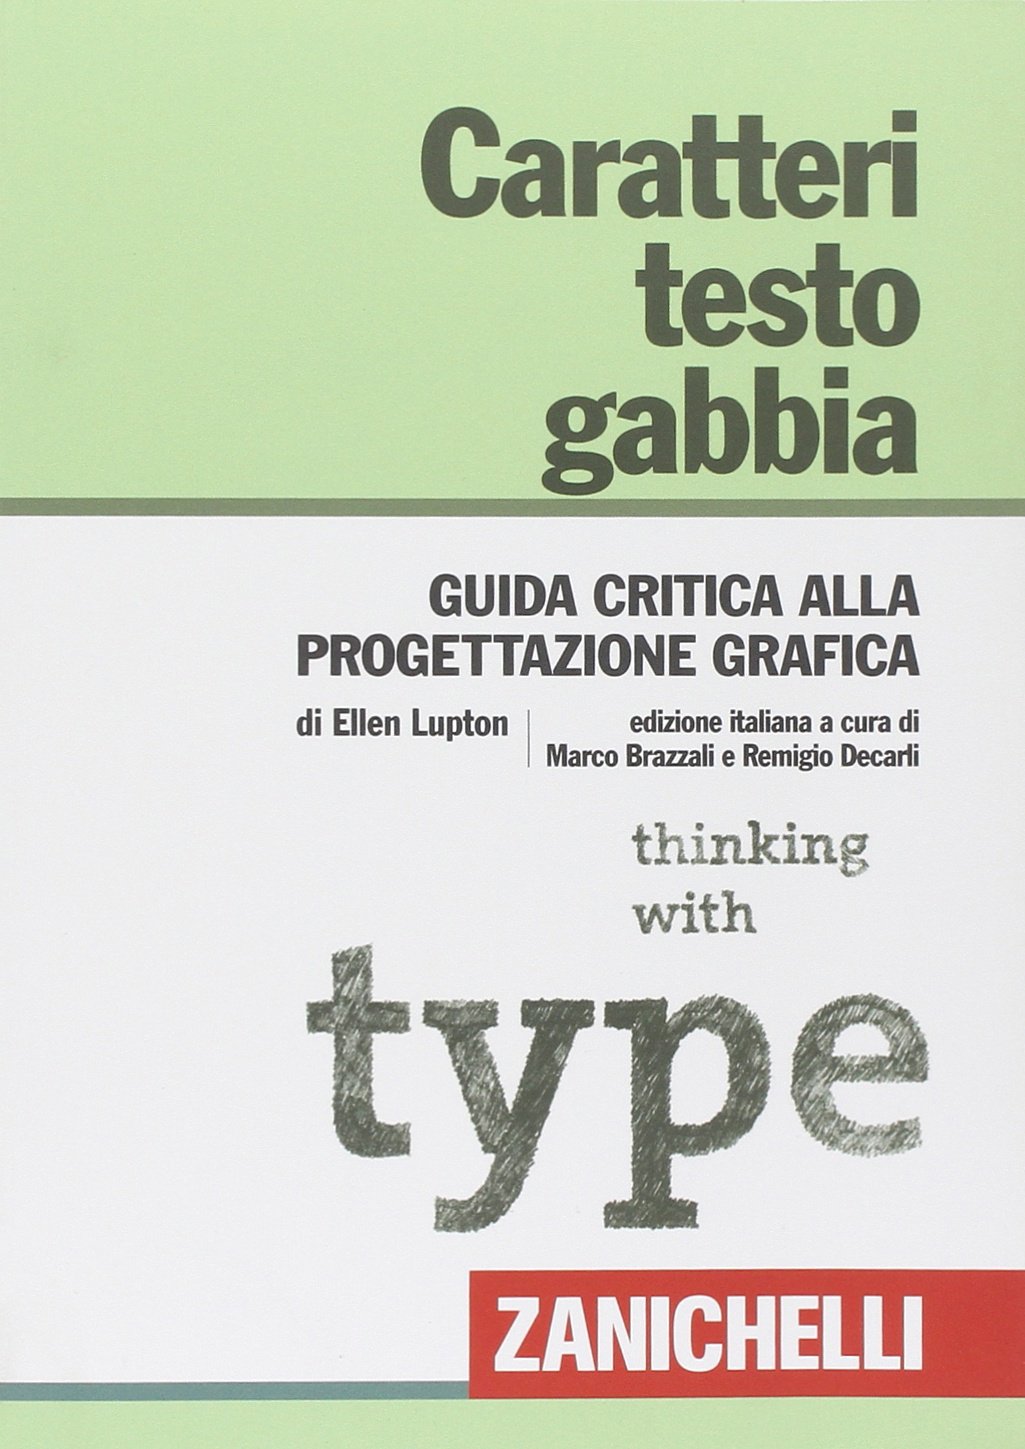 Caratteri
testo
gabbia
GUIDA CRITICA ALLA
PROGETTAZIONE GRAFICA
di Ellen Lupton
edizione italiana a cura di
Marco Brazzali e Remigio Decarli
thinking
with
type
ZANICHELLI